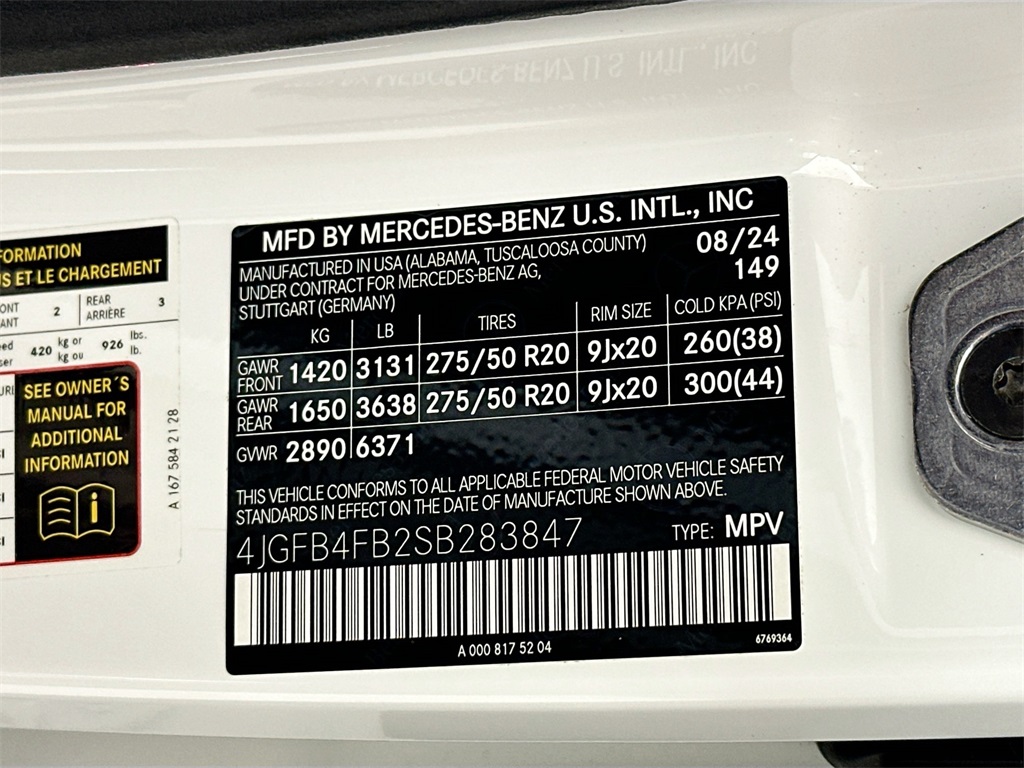 FORMATION
S ET LE CHARGEMENT
2 REAR 3
ARRIÈRE
420 kg or 926 lbs.
kg ou lb.
SEE OWNER´S
MANUAL FOR
ADDITIONAL
INFORMATION
A 167 584 21 28
MFD BY MERCEDES-BENZ U.S. INTL., INC
MANUFACTURED IN USA (ALABAMA, TUSCALOOSA COUNTY) 08/24
UNDER CONTRACT FOR MERCEDES-BENZ AG, 149
STUTTGART (GERMANY)
KG LB TIRES RIM SIZE COLD KPA (PSI)
GAWR FRONT 1420 3131 275/50 R20 9Jx20 260(38)
GAWR REAR 1650 3638 275/50 R20 9Jx20 300(44)
GVWR 2890 6371
THIS VEHICLE CONFORMS TO ALL APPLICABLE FEDERAL MOTOR VEHICLE SAFETY
STANDARDS IN EFFECT ON THE DATE OF MANUFACTURE SHOWN ABOVE.
4JGFB4FB2SB283847 TYPE: MPV
A 000 817 52 04
6769364